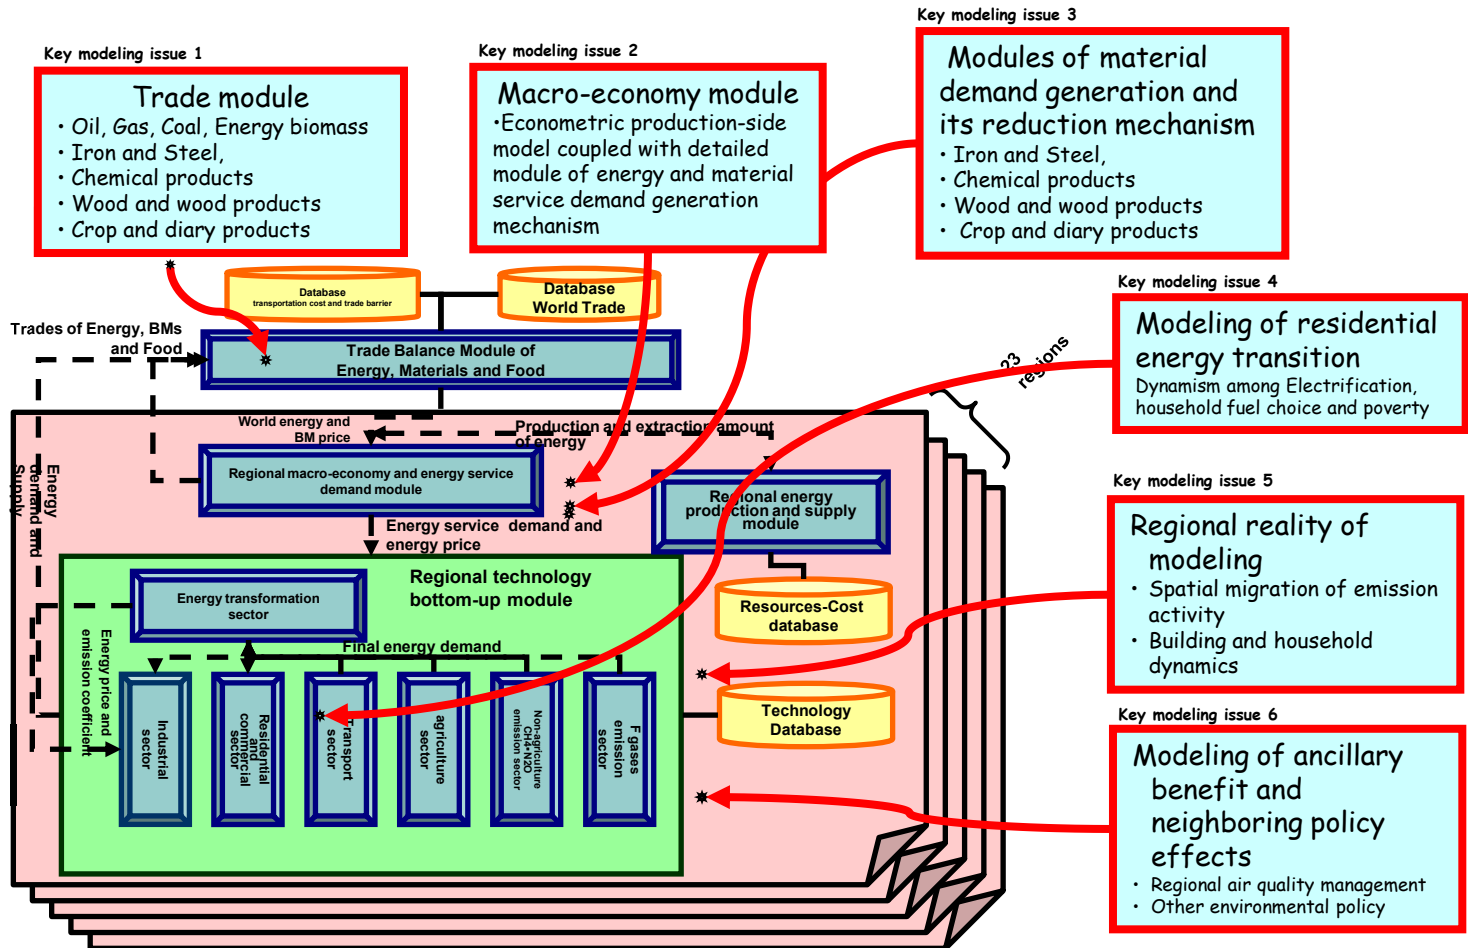 Key modeling issue 1
Trade module
・Oil, Gas, Coal, Energy biomass
・Iron and Steel,
・Chemical products
・Wood and wood products
・Crop and diary products
Key modeling issue 2
Macro-economy module
・Econometric production-side
model coupled with detailed
module of energy and material
service demand generation
mechanism
Key modeling issue 3
Modules of material
demand generation and
its reduction mechanism
・Iron and Steel,
・Chemical products
・Wood and wood products
・Crop and diary products
Key modeling issue 4
Modeling of residential
energy transition
Dynamism among Electrification,
household fuel choice and poverty
Key modeling issue 5
Regional reality of
modeling
・Spatial migration of emission
activity
・Building and household
dynamics
Key modeling issue 6
Modeling of ancillary
benefit and
neighboring policy
effects
・Regional air quality management
・Other environmental policy
Database
transportation cost and trade barrier
Database
World Trade
Trades of Energy, BMs
and Food
Trade Balance Module of
Energy, Materials and Food
23
regions
World energy and
BM price
Production and extraction amount
of energy
Regional macro-economy and energy service
demand module
Regional energy
production and supply
module
Energy
demand and
Supply
Energy service demand and
energy price
Regional technology
bottom-up module
Energy transformation
sector
Resources-Cost
database
Final energy demand
Energy price and
emission coefficient
Industrial
sector
Residential
and
commercial
sector
Transport
sector
agriculture
sector
Non-agriculture
CH4+N2O
emission sector
F gases
emission
sector
Technology
Database